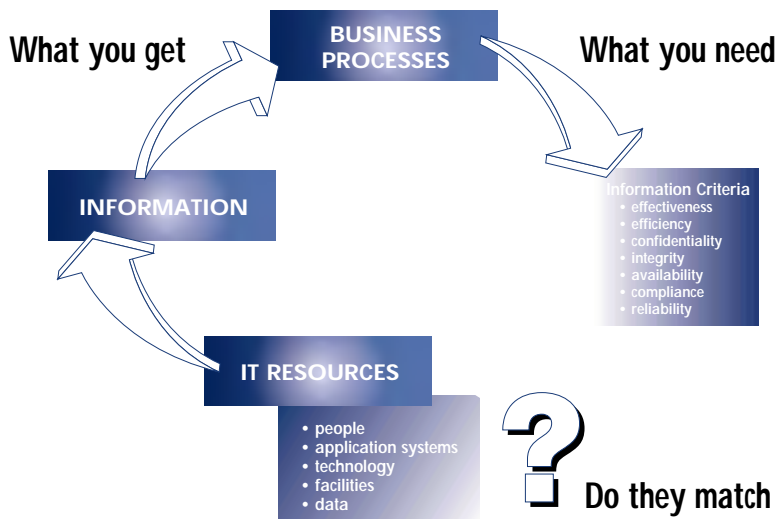 What you get
BUSINESS
PROCESSES
What you need
INFORMATION
Information Criteria
• effectiveness
• efficiency
• confidentiality
• integrity
• availability
• compliance
• reliability
IT RESOURCES
• people
• application systems
• technology
• facilities
• data
?
Do they match